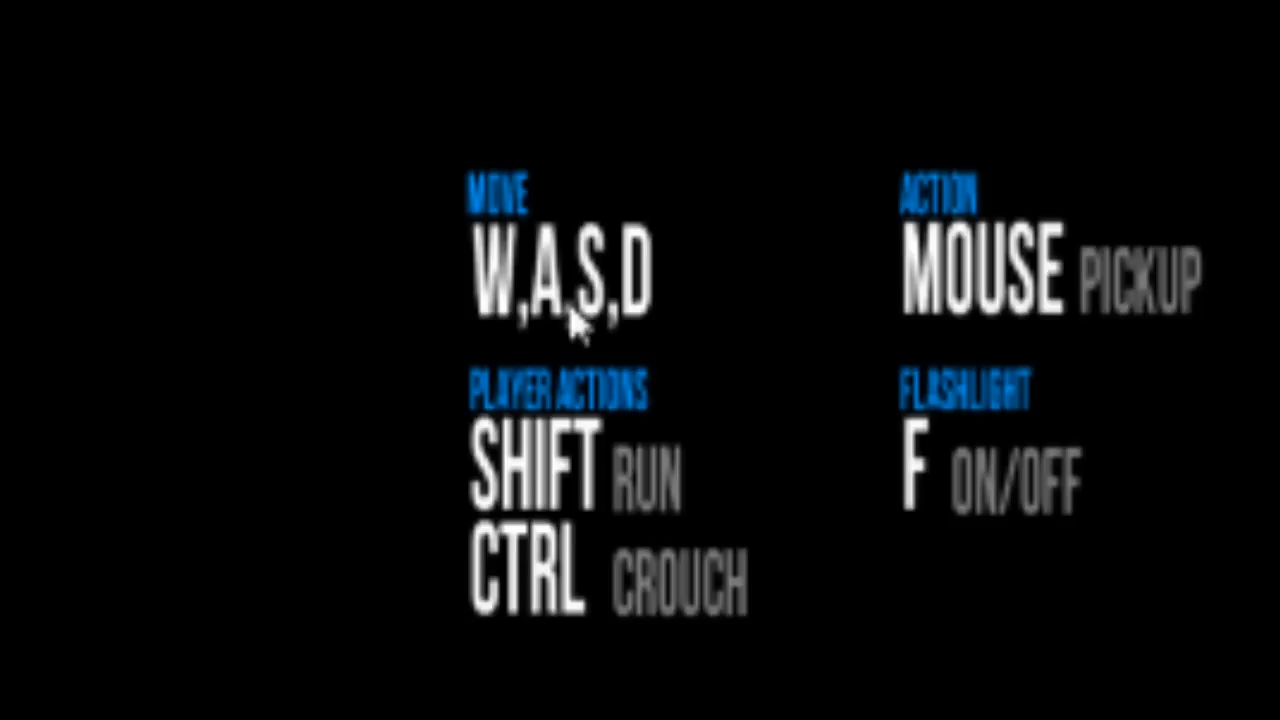 MOVE
W,A,S,D
ACTION
MOUSE PICKUP
PLAYER ACTIONS
SHIFT RUN
CTRL CROUCH
FLASHLIGHT
F ON/OFF